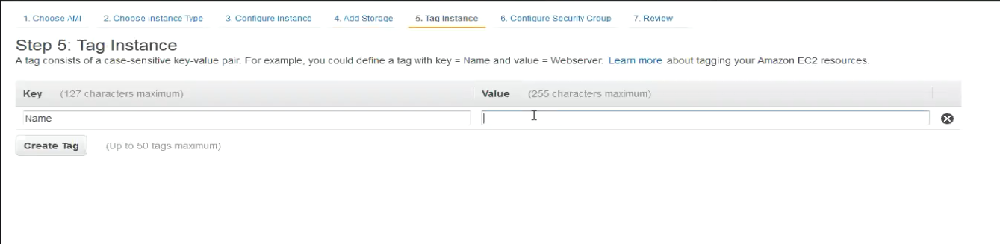 1. Choose AMI 2. Choose Instance Type 3. Configure Instance 4. Add Storage 5. Tag Instance 6. Configure Security Group 7. Review
Step 5: Tag Instance
A tag consists of a case-sensitive key-value pair. For example, you could define a tag with key = Name and value = Webserver. Learn more about tagging your Amazon EC2 resources.
Key (127 characters maximum) Value (255 characters maximum)
Name
Create Tag (Up to 50 tags maximum)